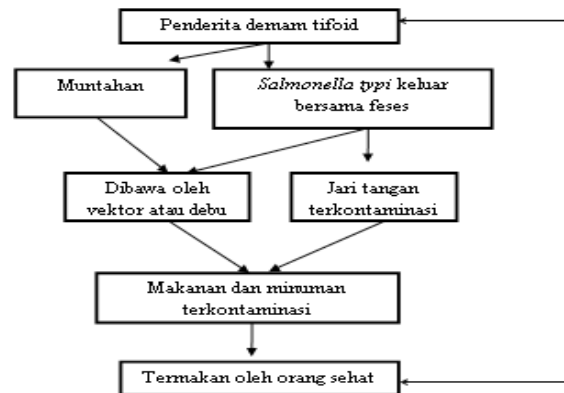 Penderita demam tifoid
Muntahan
Salmonella typi keluar
bersama feses
Dibawa oleh
vektor atau debu
Jari tangan
terkontaminasi
Makanan dan minuman
terkontaminasi
Termakan oleh orang sehat